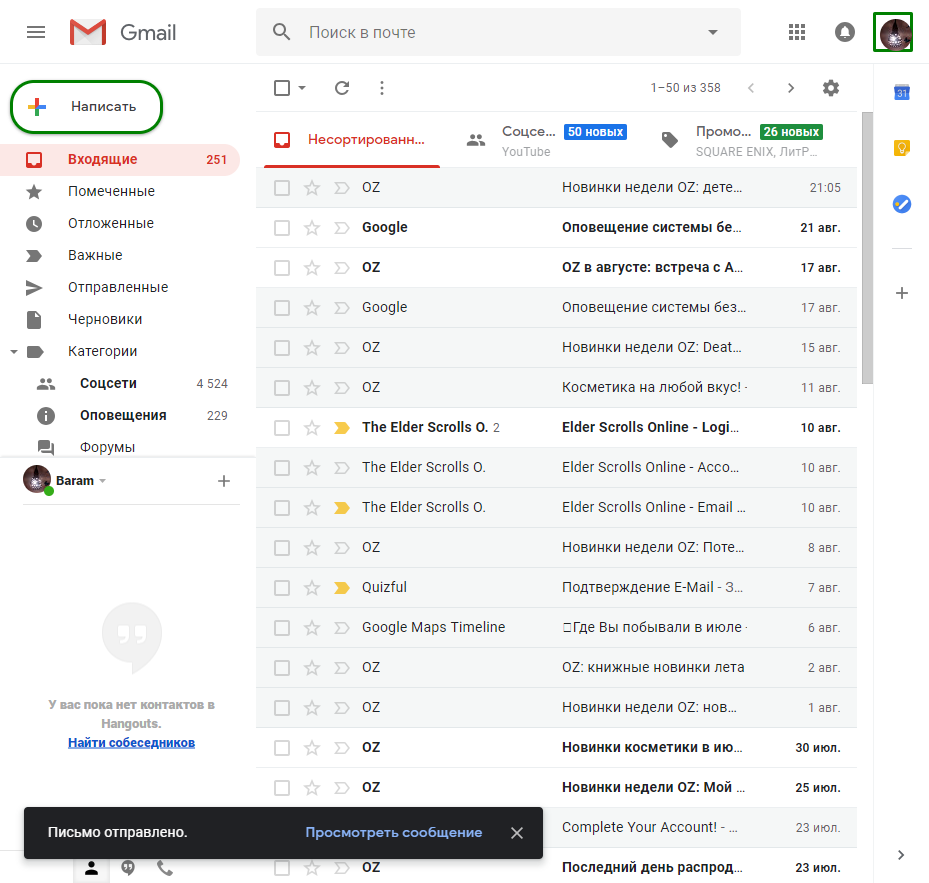 Gmail
Поиск в почте
Написать
1–50 из 358
31
Входящие 251
Помеченные
Отложенные
Важные
Отправленные
Черновики
Категории
Соцсети 4 524
Оповещения 229
Форумы
Baram
У вас пока нет контактов в
Hangouts.
Найти собеседников
Несортированн...
Соцсе... 50 новых
YouTube
Промо... 26 новых
SQUARE ENIX, ЛитР...
OZ Новинки недели OZ: дете... 21:05
Google Оповещение системы бе... 21 авг.
OZ OZ в августе: встреча с А... 17 авг.
Google Оповещение системы без... 17 авг.
OZ Новинки недели OZ: Deat... 15 авг.
OZ Косметика на любой вкус! - 11 авг.
The Elder Scrolls O. 2 Elder Scrolls Online - Logi... 10 авг.
The Elder Scrolls O. Elder Scrolls Online - Acco... 10 авг.
The Elder Scrolls O. Elder Scrolls Online - Email ... 10 авг.
OZ Новинки недели OZ: Поте... 8 авг.
Quizful Подтверждение E-Mail - З... 7 авг.
Google Maps Timeline Где Вы побывали в июле - 6 авг.
OZ OZ: книжные новинки лета 2 авг.
OZ Новинки недели OZ: нов... 1 авг.
OZ Новинки косметики в ию... 30 июл.
OZ Новинки недели OZ: Мой ... 25 июл.
Complete Your Account! - ... 23 июл.
OZ Последний день распрод... 23 июл.
Письмо отправлено. Просмотреть сообщение